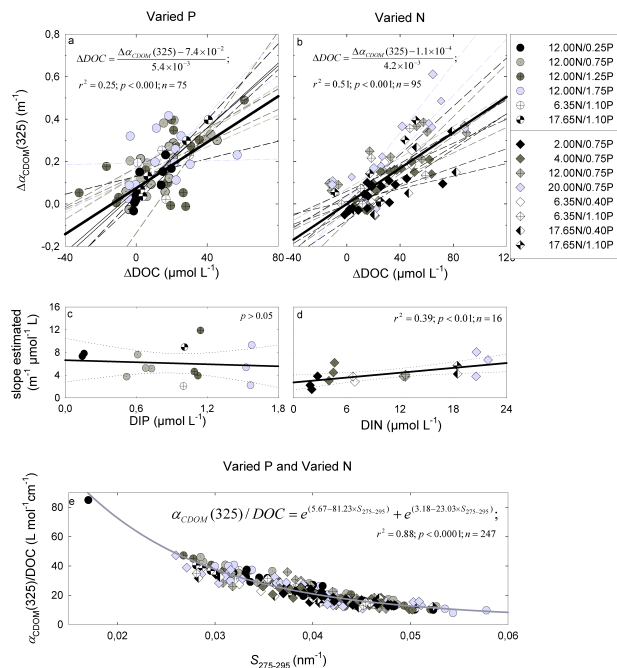 Varied P
Varied N
a
ΔDOC = (Δα_CDOM(325) − 7.4×10⁻²) / 5.4×10⁻³ ;
r² = 0.25; p < 0.001; n = 75
b
ΔDOC = (Δα_CDOM(325) − 1.1×10⁻⁴) / 4.2×10⁻³ ;
r² = 0.51; p < 0.001; n = 95
0,8
0,6
0,4
0,2
0,0
-0,2
Δα_CDOM(325) (m⁻¹)
-40 0 40 80
-40 0 40 80 120
ΔDOC (µmol L⁻¹)
ΔDOC (µmol L⁻¹)
12.00N/0.25P
12.00N/0.75P
12.00N/1.25P
12.00N/1.75P
6.35N/1.10P
17.65N/1.10P
2.00N/0.75P
4.00N/0.75P
12.00N/0.75P
20.00N/0.75P
6.35N/0.40P
6.35N/1.10P
17.65N/0.40P
17.65N/1.10P
c
p > 0.05
d
r² = 0.39; p < 0.01; n = 16
16
12
8
4
0
slope estimated
(m⁻¹ µmol⁻¹ L)
0,0 0,6 1,2 1,8
0 6 12 18 24
DIP (µmol L⁻¹)
DIN (µmol L⁻¹)
Varied P and Varied N
e
α_CDOM(325) / DOC = e^(5.67−81.23×S₂₇₅₋₂₉₅) + e^(3.18−23.03×S₂₇₅₋₂₉₅);
r² = 0.88; p < 0.0001; n = 247
80
60
40
20
0
α_CDOM(325)/DOC (L mol⁻¹ cm⁻¹)
0,02 0,03 0,04 0,05 0,06
S₂₇₅₋₂₉₅ (nm⁻¹)